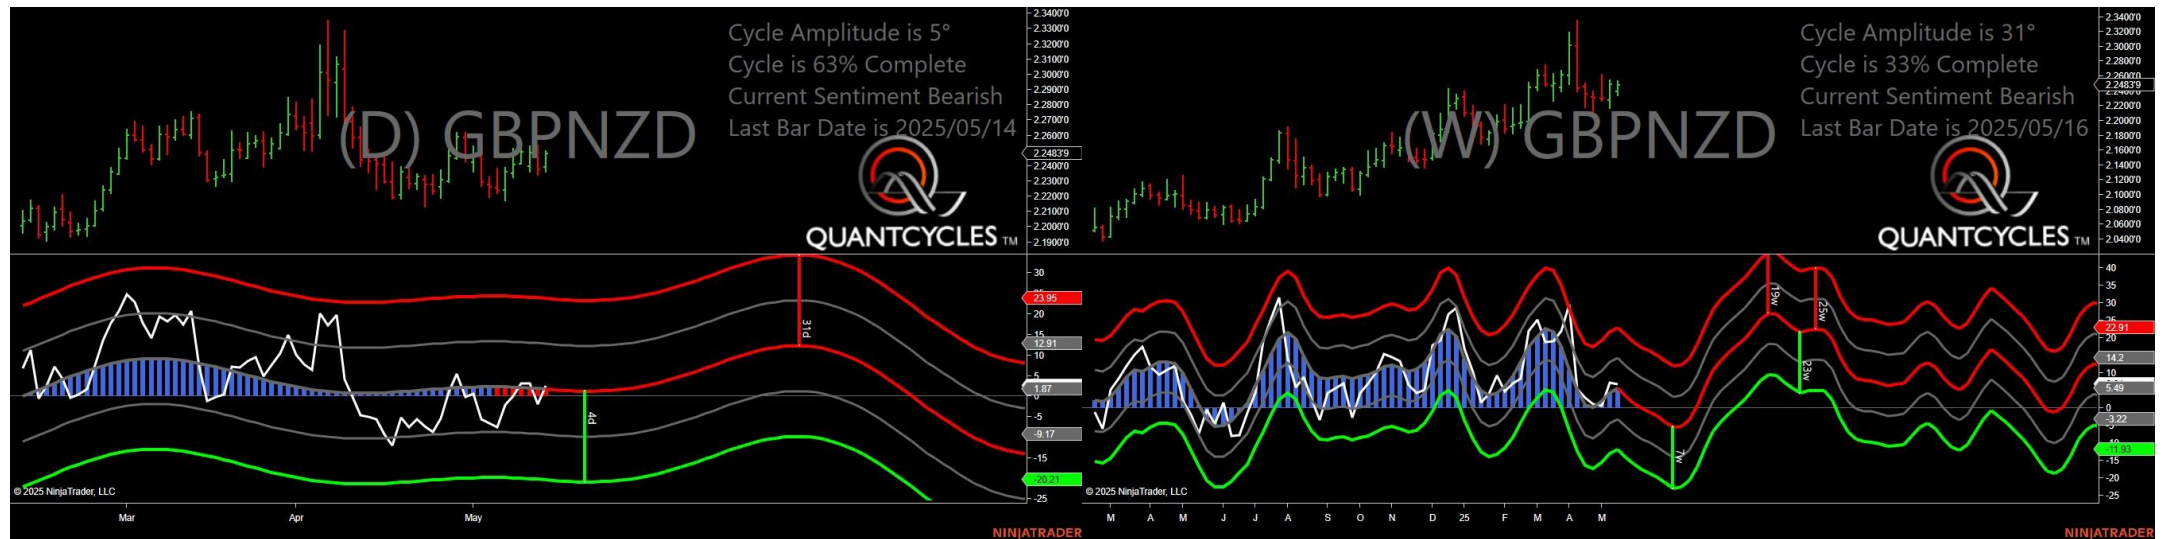 Cycle Amplitude is 5°
Cycle is 63% Complete
Current Sentiment Bearish
Last Bar Date is 2025/05/14
(D) GBPNZD
QUANTCYCLES TM
2.3400'0
2.3300'0
2.3200'0
2.3100'0
2.3000'0
2.2900'0
2.2800'0
2.2700'0
2.2600'0
2.2483'9
2.2400'0
2.2300'0
2.2200'0
2.2100'0
2.2000'0
2.1900'0
30
23.95
20
15
12.91
10
5
1.87
0
-5
-9.17
-15
-20.21
-25
31d
4d
© 2025 NinjaTrader, LLC
Mar Apr May
NINJATRADER
Cycle Amplitude is 31°
Cycle is 33% Complete
Current Sentiment Bearish
Last Bar Date is 2025/05/16
(W) GBPNZD
QUANTCYCLES TM
2.3400'0
2.3200'0
2.3000'0
2.2800'0
2.2600'0
2.2483'9
2.2200'0
2.2000'0
2.1800'0
2.1600'0
2.1400'0
2.1200'0
2.1000'0
2.0800'0
2.0600'0
2.0400'0
40
35
30
25
22.91
20
14.2
10
5.49
0
-3.22
-11.93
-15
-20
-25
19w
25w
23w
7w
© 2025 NinjaTrader, LLC
M A M J J A S O N D 25 F M A M
NINJATRADER